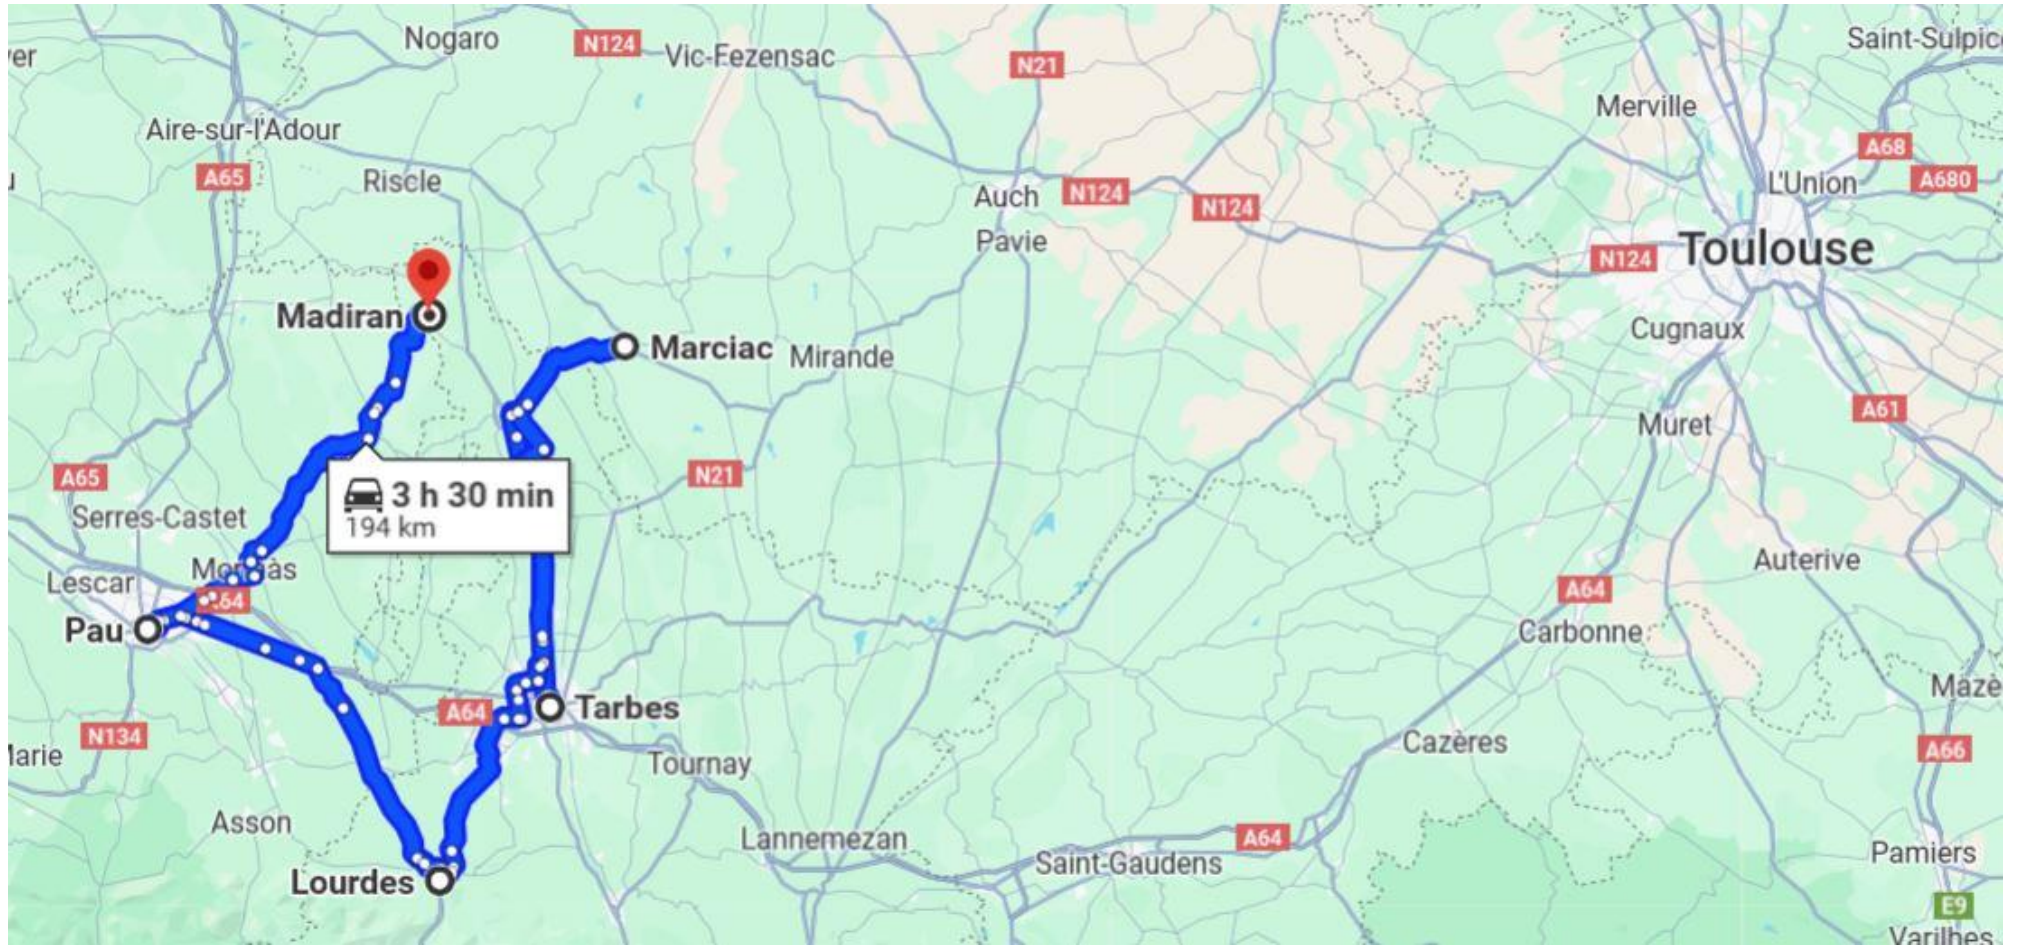 Nogaro
N124
Vic-Fezensac
N21
Saint-Sulpic
ver
Merville
Aire-sur-l'Adour
A68
A65
Riscle
L'Union
A680
Auch
N124
N124
Pavie
N124
Toulouse
Madiran
Cugnaux
Marciac
Mirande
A61
Muret
A65
N21
3 h 30 min
194 km
Serres-Castet
Auterive
Lescar
A64
A64
Pau
Carbonne
Mazè
Tarbes
A64
N134
Marie
Cazères
A66
Tournay
Asson
Lannemezan
A64
Saint-Gaudens
Pamiers
Lourdes
E9
Varilhes